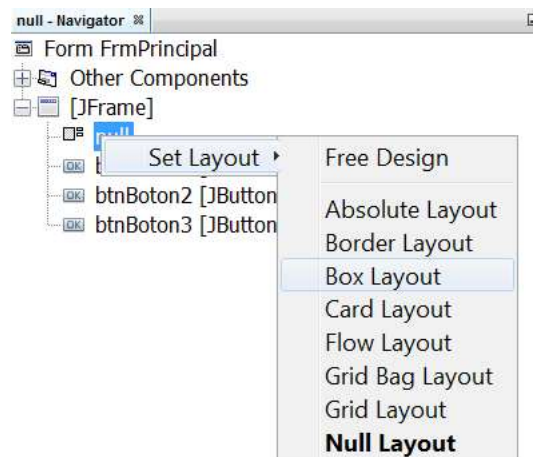 null - Navigator
Form FrmPrincipal
Other Components
[JFrame]
null
Set Layout
btnBoton2 [JButton
btnBoton3 [JButton
Free Design
Absolute Layout
Border Layout
Box Layout
Card Layout
Flow Layout
Grid Bag Layout
Grid Layout
Null Layout